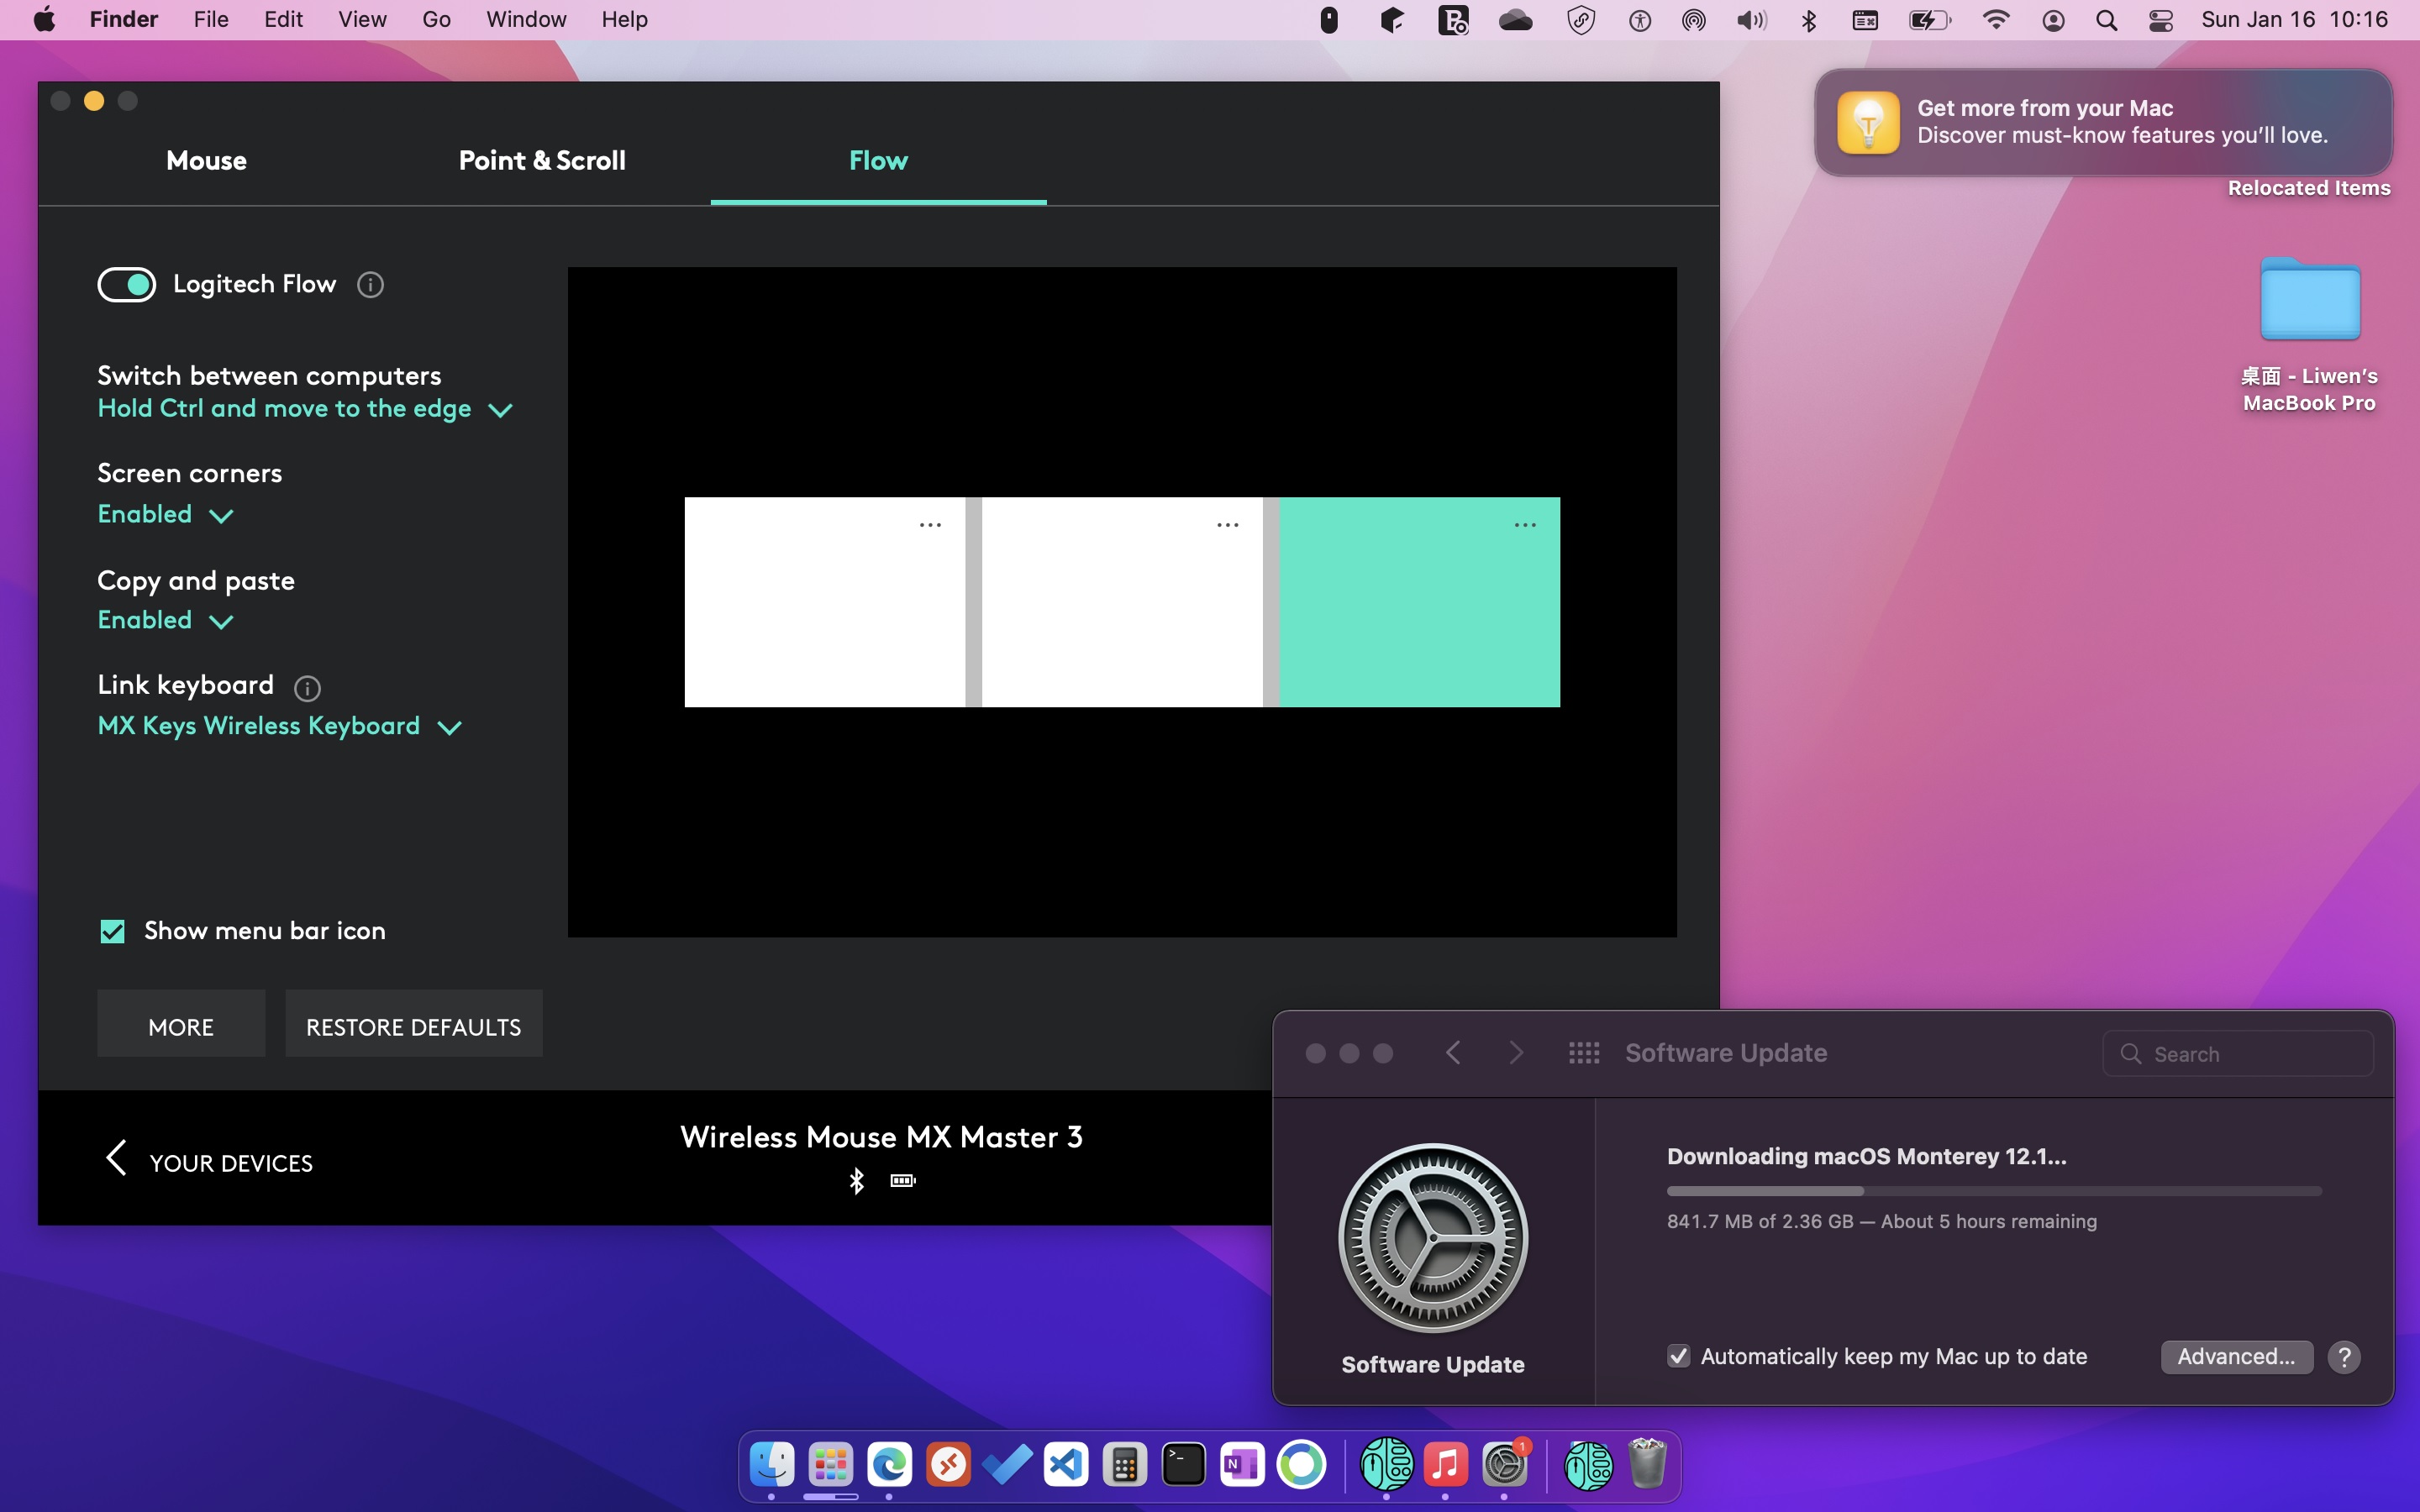 Finder File Edit View Go Window Help
Sun Jan 16 10:16
Get more from your Mac
Discover must-know features you’ll love.
Relocated Items
桌面 - Liwen’s
MacBook Pro
Mouse Point & Scroll Flow
Logitech Flow
Switch between computers
Hold Ctrl and move to the edge
Screen corners
Enabled
Copy and paste
Enabled
Link keyboard
MX Keys Wireless Keyboard
Show menu bar icon
MORE RESTORE DEFAULTS
YOUR DEVICES
Wireless Mouse MX Master 3
Software Update
Search
Downloading macOS Monterey 12.1...
841.7 MB of 2.36 GB — About 5 hours remaining
Software Update
Automatically keep my Mac up to date
Advanced...
?
1